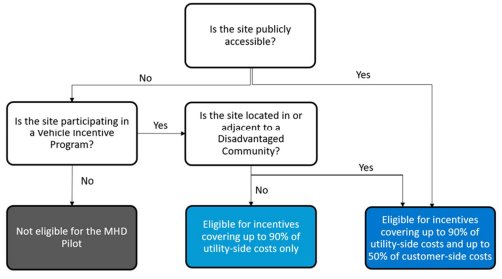 Is the site publicly
accessible?
No
Yes
Is the site participating in
a Vehicle Incentive
Program?
Yes
Is the site located in or
adjacent to a
Disadvantaged
Community?
Yes
No
No
Not eligible for the MHD
Pilot
Eligible for incentives
covering up to 90% of
utility-side costs only
Eligible for incentives
covering up to 90% of
utility-side costs and up to
50% of customer-side costs